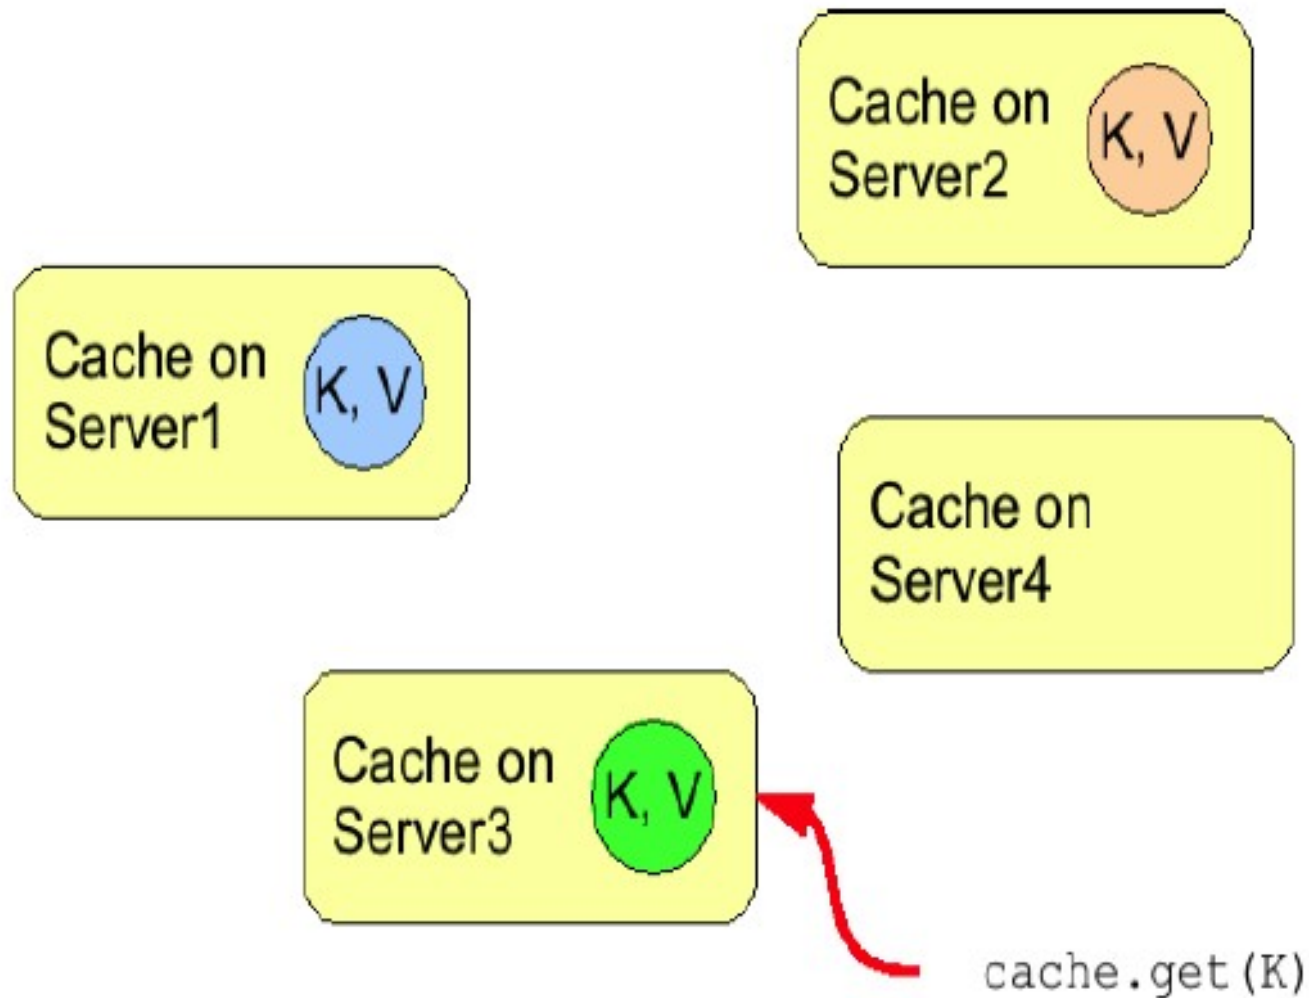 Cache on
Server2
K, V
Cache on
Server1
K, V
Cache on
Server4
Cache on
Server3
K, V
cache.get(K)